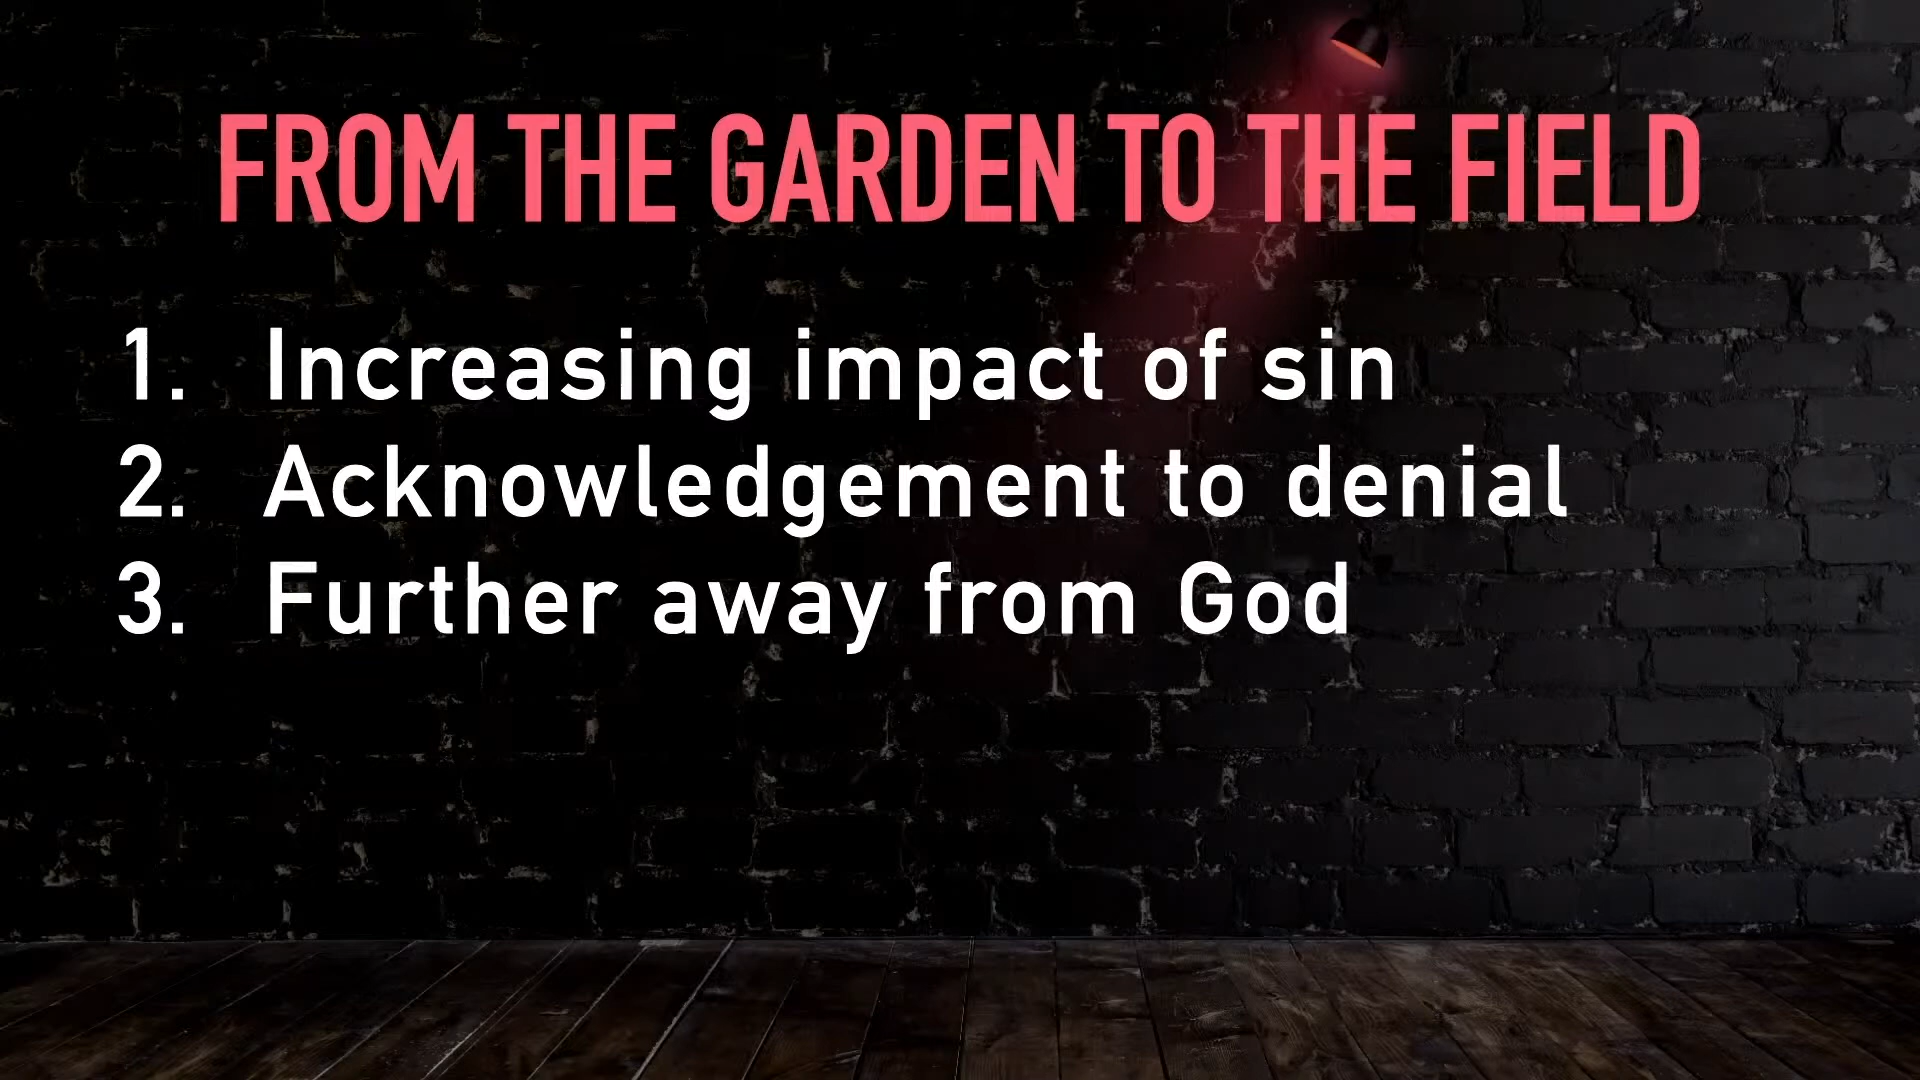 FROM THE GARDEN TO THE FIELD
1. Increasing impact of sin
2. Acknowledgement to denial
3. Further away from God